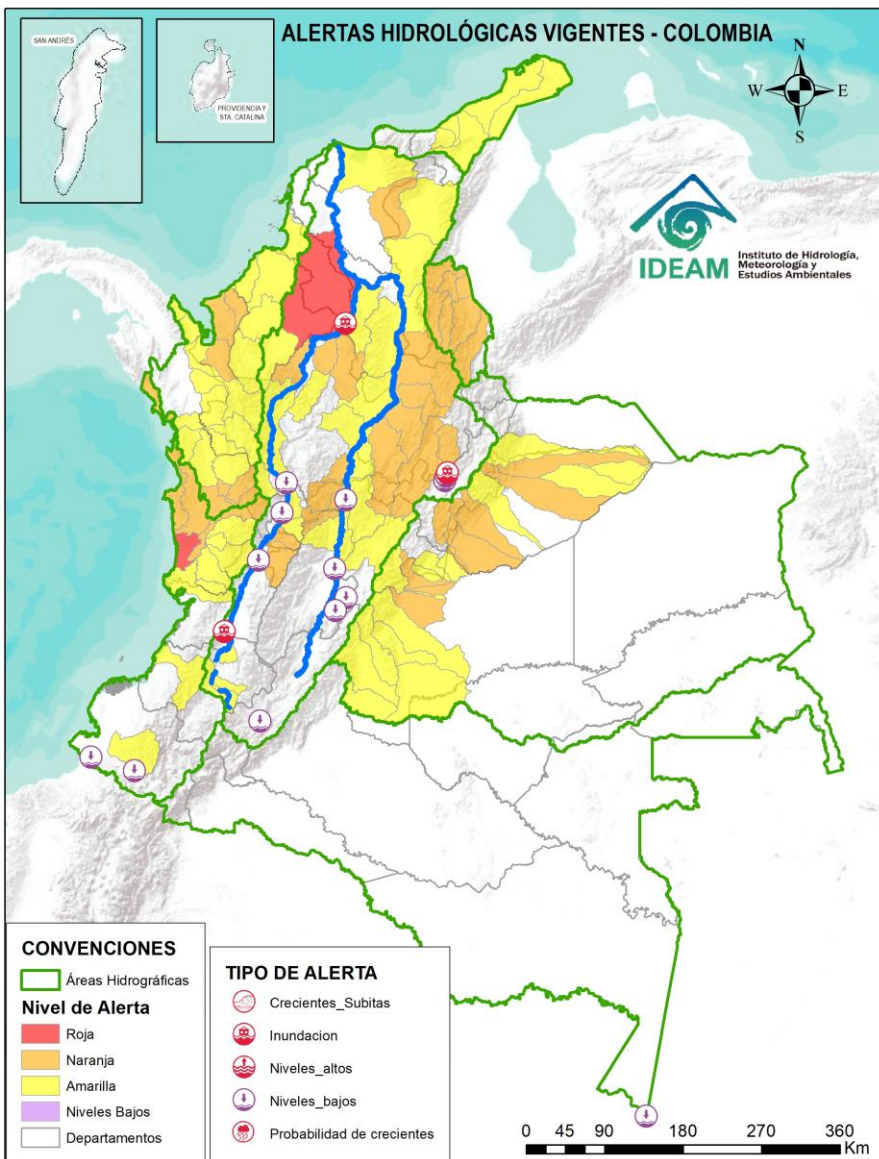 ALERTAS HIDROLÓGICAS VIGENTES - COLOMBIA
SAN ANDRÉS
PROVIDENCIA Y
STA. CATALINA
N
W
E
S
IDEAM
Instituto de Hidrología,
Meteorología y
Estudios Ambientales
CONVENCIONES
Áreas Hidrográficas
Nivel de Alerta
Roja
Naranja
Amarilla
Niveles Bajos
Departamentos
TIPO DE ALERTA
Crecientes_Subitas
Inundacion
Niveles_altos
Niveles_bajos
Probabilidad de crecientes
0 45 90 180 270 360
Km